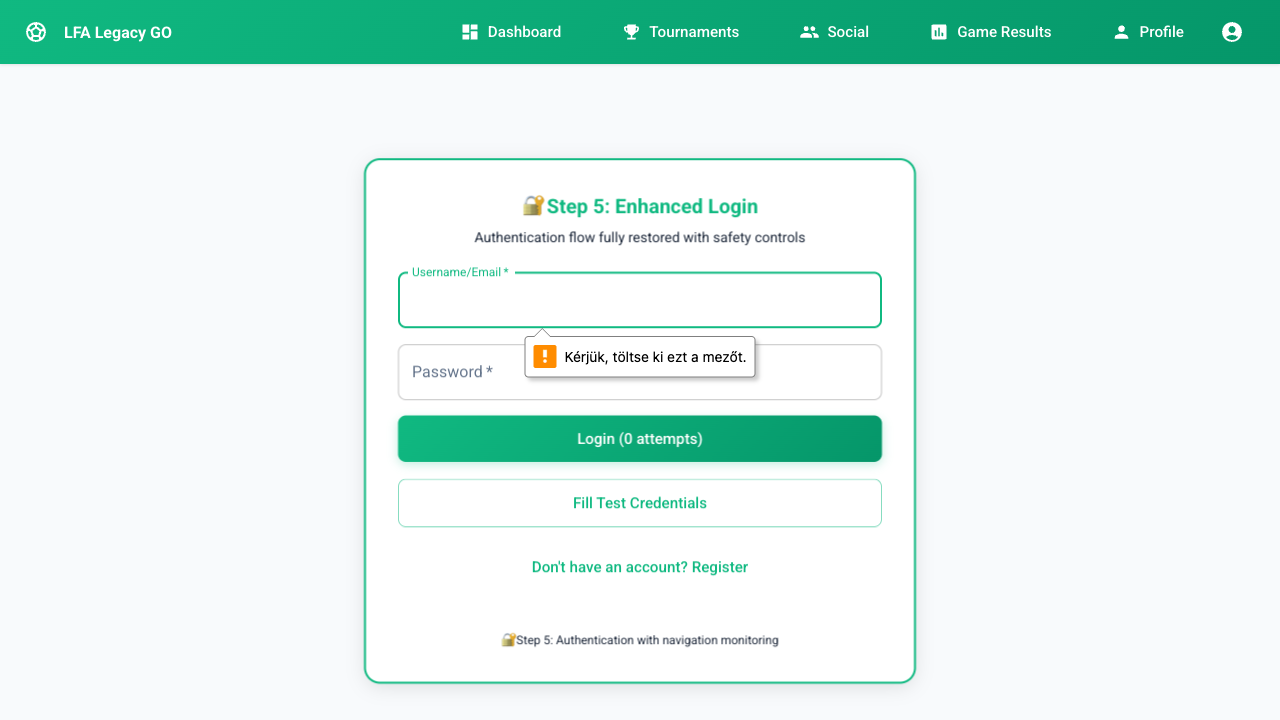 LFA Legacy GO
Dashboard
Tournaments
Social
Game Results
Profile
Step 5: Enhanced Login
Authentication flow fully restored with safety controls
Username/Email *
Kérjük, töltse ki ezt a mezőt.
Password *
Login (0 attempts)
Fill Test Credentials
Don't have an account? Register
Step 5: Authentication with navigation monitoring